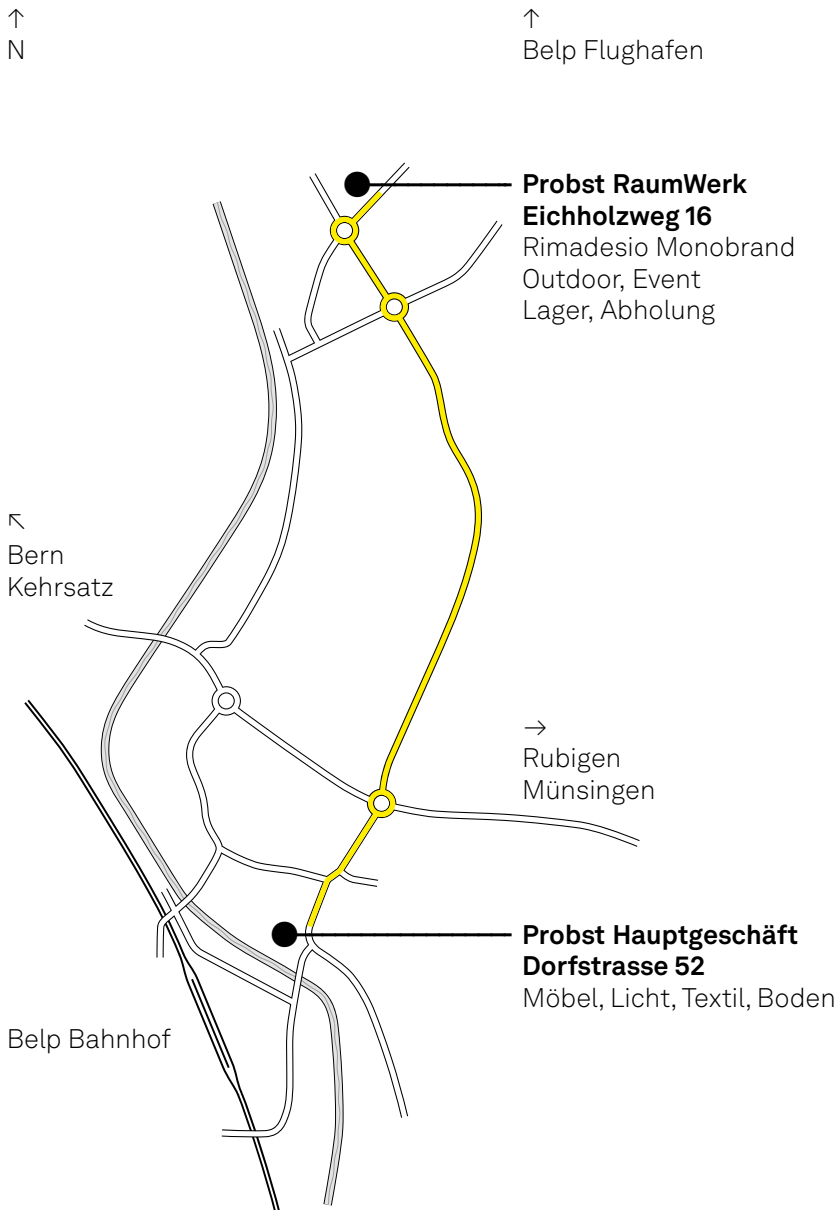 ↑
N
↑
Belp Flughafen
Probst RaumWerk
Eichholzweg 16
Rimadesio Monobrand
Outdoor, Event
Lager, Abholung
↖
Bern
Kehrsatz
→
Rubigen
Münsingen
Probst Hauptgeschäft
Dorfstrasse 52
Möbel, Licht, Textil, Boden
Belp Bahnhof